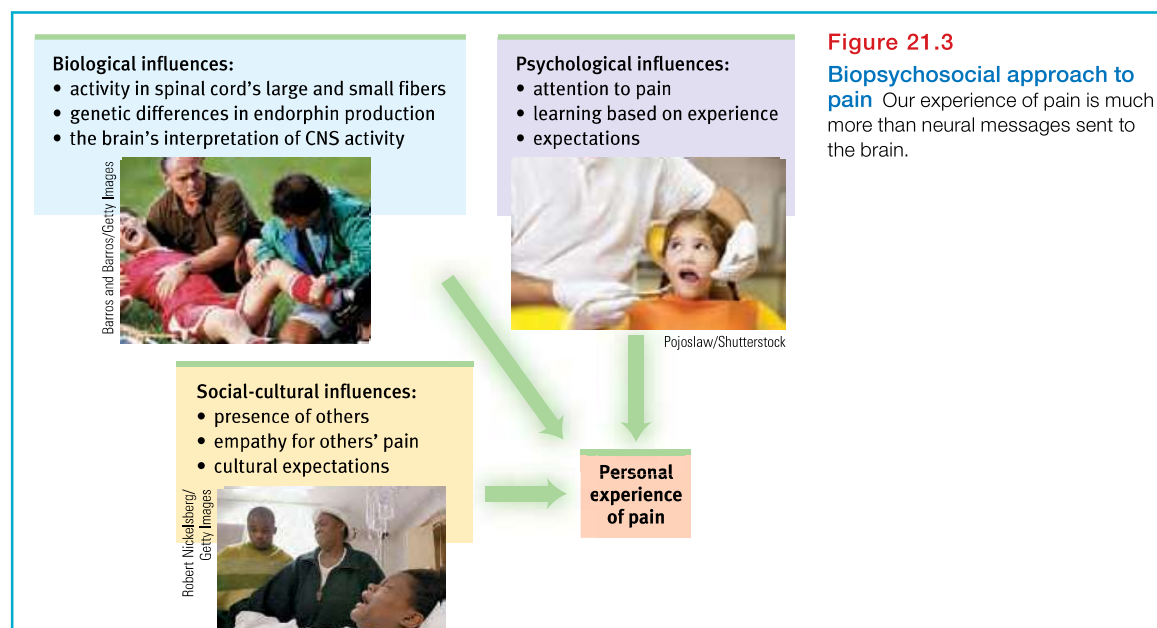 Biological influences:
• activity in spinal cord's large and small fibers
• genetic differences in endorphin production
• the brain's interpretation of CNS activity
Barros and Barros/Getty Images
Psychological influences:
• attention to pain
• learning based on experience
• expectations
Pojoslaw/Shutterstock
Social-cultural influences:
• presence of others
• empathy for others' pain
• cultural expectations
Robert Nickelsberg/
Getty Images
Personal
experience
of pain
Figure 21.3
Biopsychosocial approach to
pain Our experience of pain is much
more than neural messages sent to
the brain.